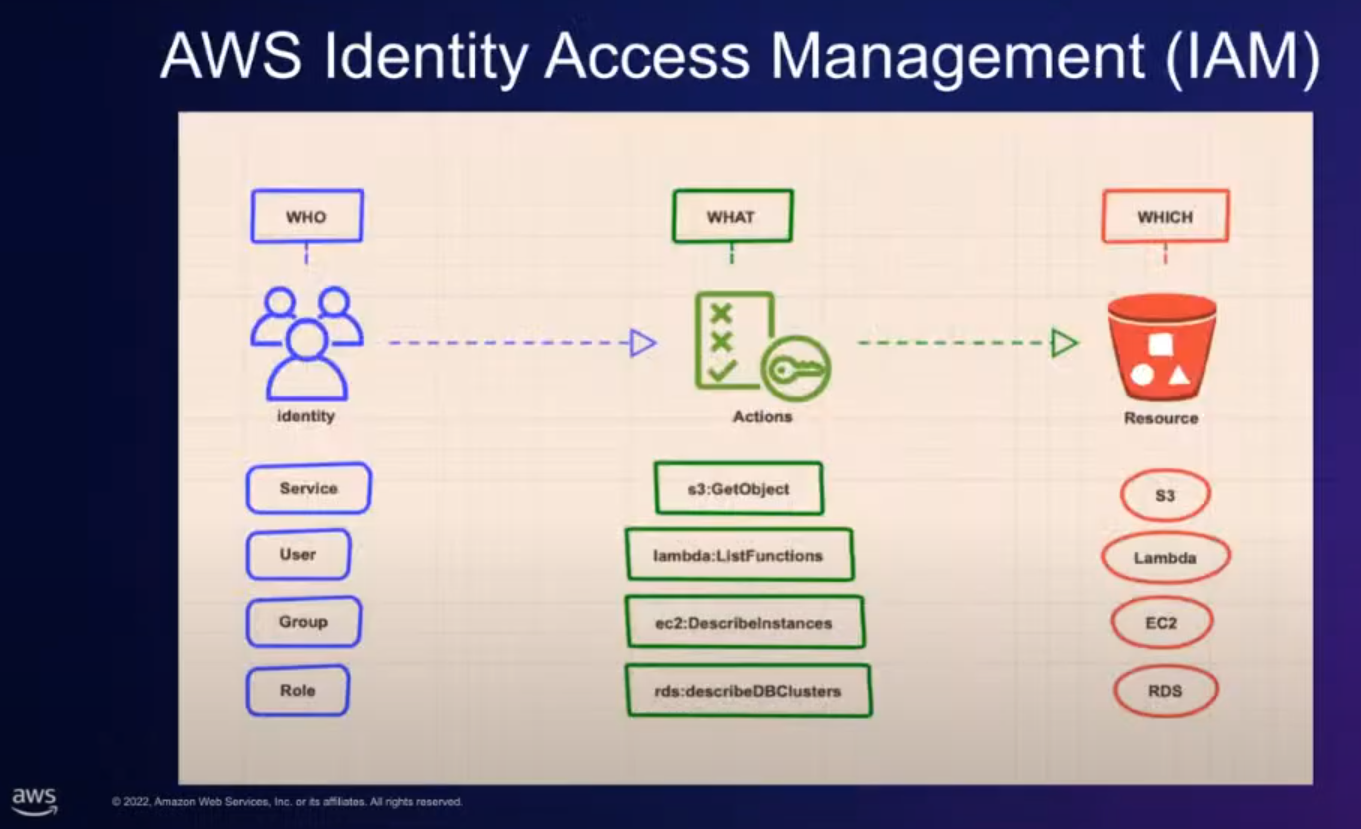 AWS Identity Access Management (IAM)
WHO
WHAT
WHICH
identity
Actions
Resource
Service
s3:GetObject
S3
User
lambda:ListFunctions
Lambda
Group
ec2:DescribeInstances
EC2
Role
rds:describeDBClusters
RDS
aws
© 2022, Amazon Web Services, Inc. or its affiliates. All rights reserved.